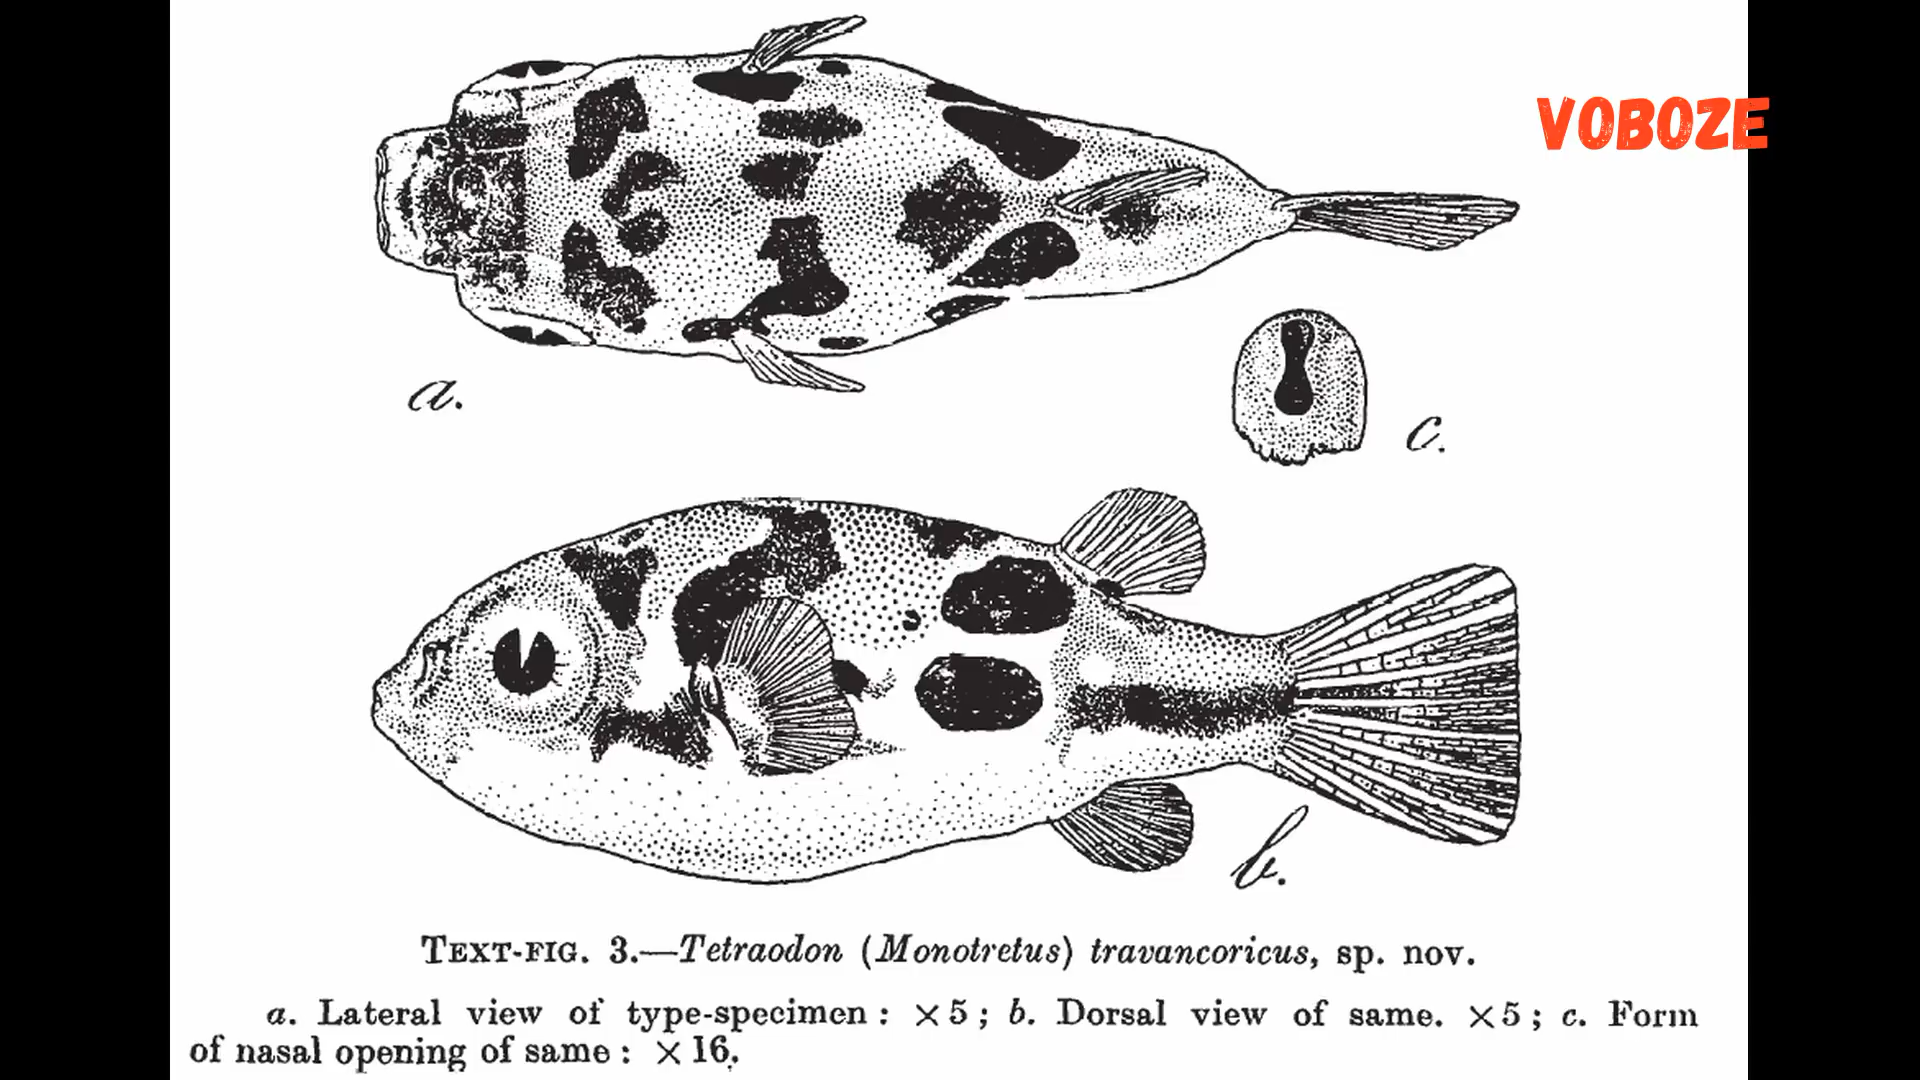 VOBOZE
a.
c.
b.
TEXT-FIG. 3.—Tetraodon (Monotretus) travancoricus, sp. nov.
a. Lateral view of type-specimen: ×5; b. Dorsal view of same. ×5; c. Form
of nasal opening of same: ×16.